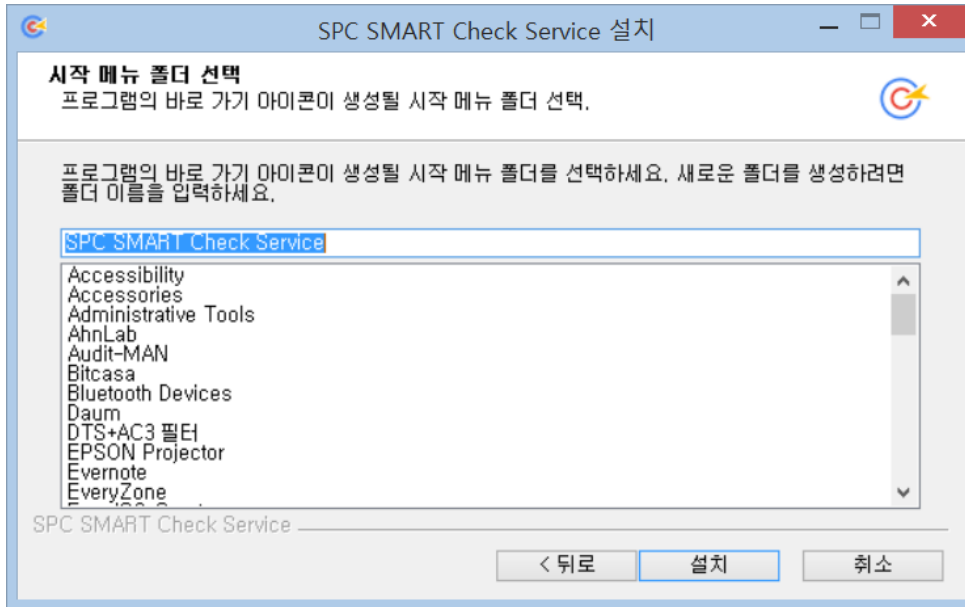 SPC SMART Check Service 설치
시작 메뉴 폴더 선택
프로그램의 바로 가기 아이콘이 생성될 시작 메뉴 폴더 선택.
프로그램의 바로 가기 아이콘이 생성될 시작 메뉴 폴더를 선택하세요. 새로운 폴더를 생성하려면
폴더 이름을 입력하세요.
SPC SMART Check Service
Accessibility
Accessories
Administrative Tools
AhnLab
Audit-MAN
Bitcasa
Bluetooth Devices
Daum
DTS+AC3 필터
EPSON Projector
Evernote
EveryZone
SPC SMART Check Service
< 뒤로
설치
취소